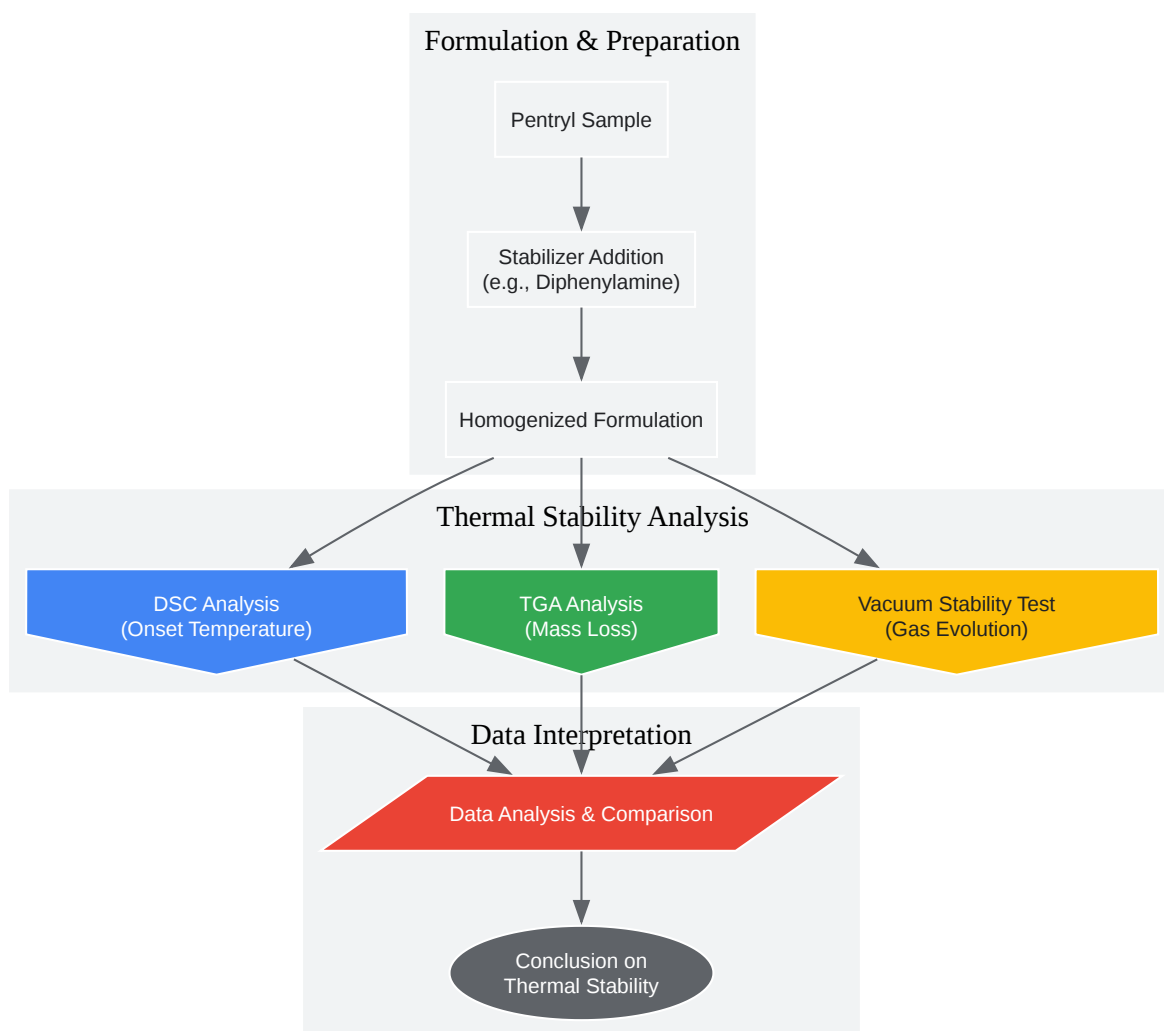 Formulation & Preparation
Pentryl Sample
Stabilizer Addition
(e.g., Diphenylamine)
Homogenized Formulation
Thermal Stability Analysis
DSC Analysis
(Onset Temperature)
TGA Analysis
(Mass Loss)
Vacuum Stability Test
(Gas Evolution)
Data Interpretation
Data Analysis & Comparison
Conclusion on
Thermal Stability